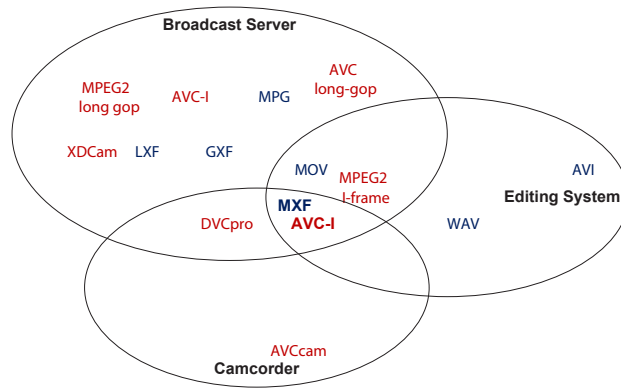 Broadcast Server
MPEG2
long gop
AVC-I
MPG
AVC
long-gop
XDCam
LXF
GXF
MOV
MPEG2
I-frame
AVI
Editing System
MXF
AVC-I
DVCpro
WAV
AVCcam
Camcorder